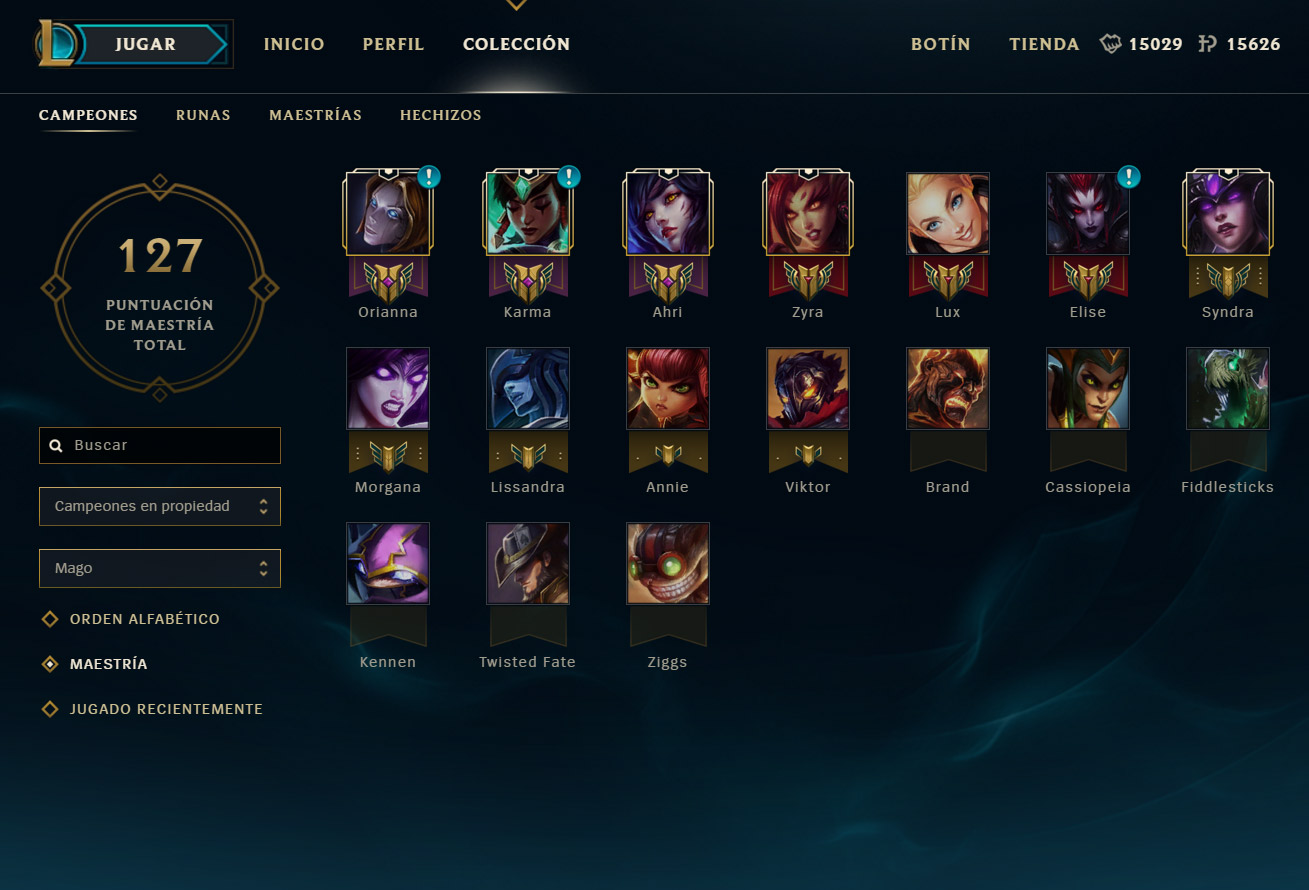 JUGAR
INICIO
PERFIL
COLECCIÓN
BOTÍN
TIENDA
15029
15626
CAMPEONES
RUNAS
MAESTRÍAS
HECHIZOS
127
PUNTUACIÓN
DE MAESTRÍA
TOTAL
Buscar
Campeones en propiedad
Mago
ORDEN ALFABÉTICO
MAESTRÍA
JUGADO RECIENTEMENTE
Orianna
Karma
Ahri
Zyra
Lux
Elise
Syndra
Morgana
Lissandra
Annie
Viktor
Brand
Cassiopeia
Fiddlesticks
Kennen
Twisted Fate
Ziggs